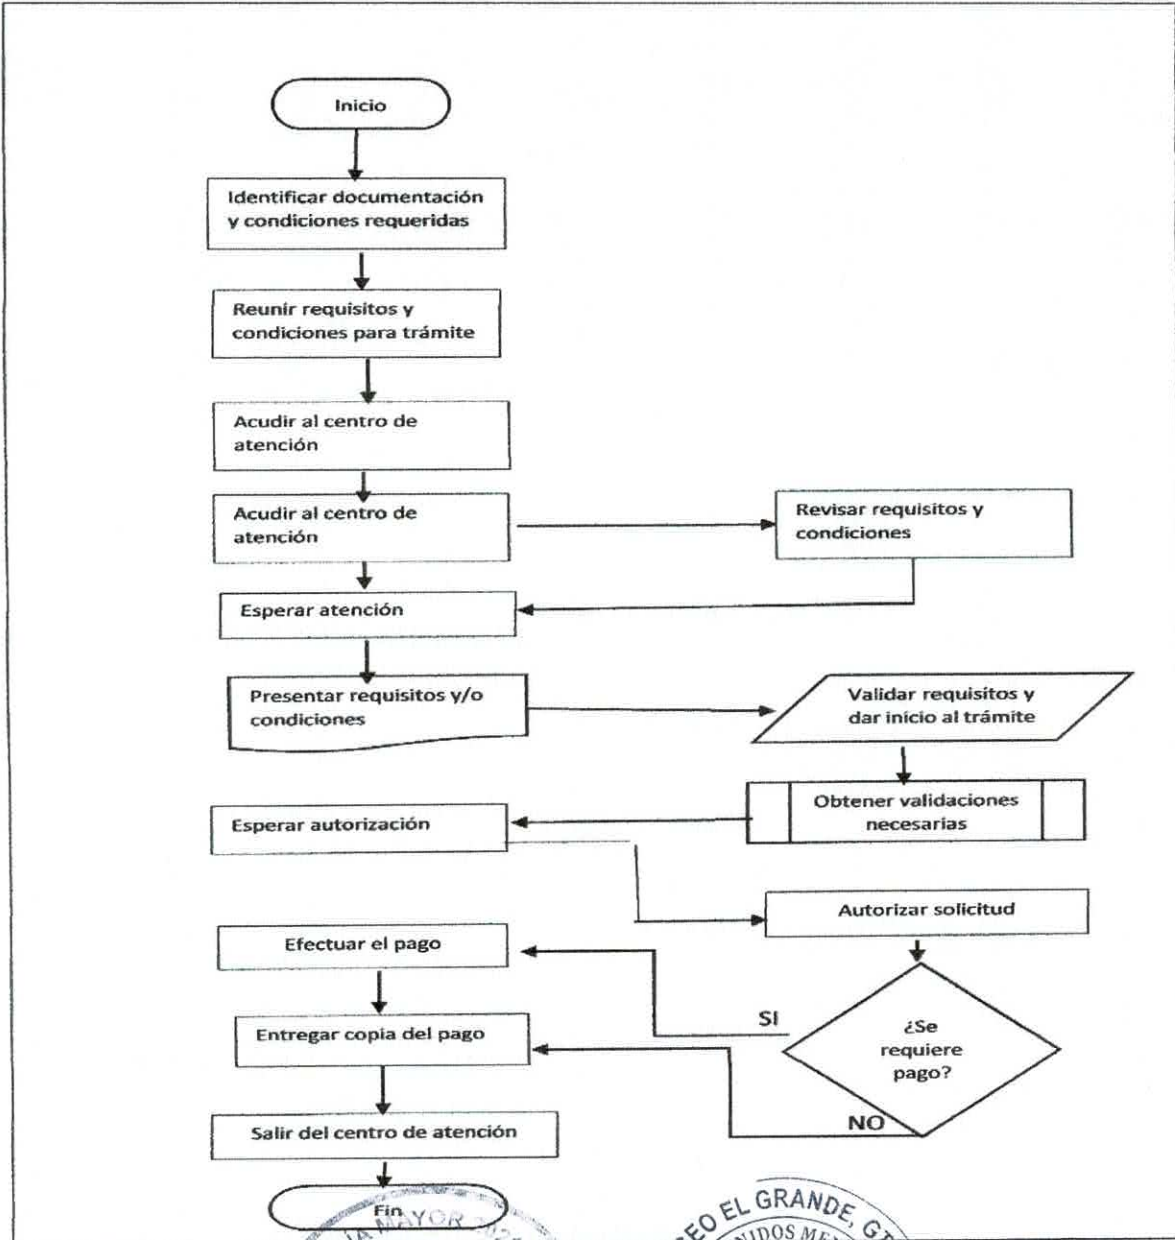 Inicio
Identificar documentación
y condiciones requeridas
Reunir requisitos y
condiciones para trámite
Acudir al centro de
atención
Acudir al centro de
atención
Revisar requisitos y
condiciones
Esperar atención
Presentar requisitos y/o
condiciones
Validar requisitos y
dar inicio al trámite
Obtener validaciones
necesarias
Esperar autorización
Autorizar solicitud
Efectuar el pago
SI
¿Se
requiere
pago?
Entregar copia del pago
NO
Salir del centro de atención
Fin
MAYOR
EL GRANDE,